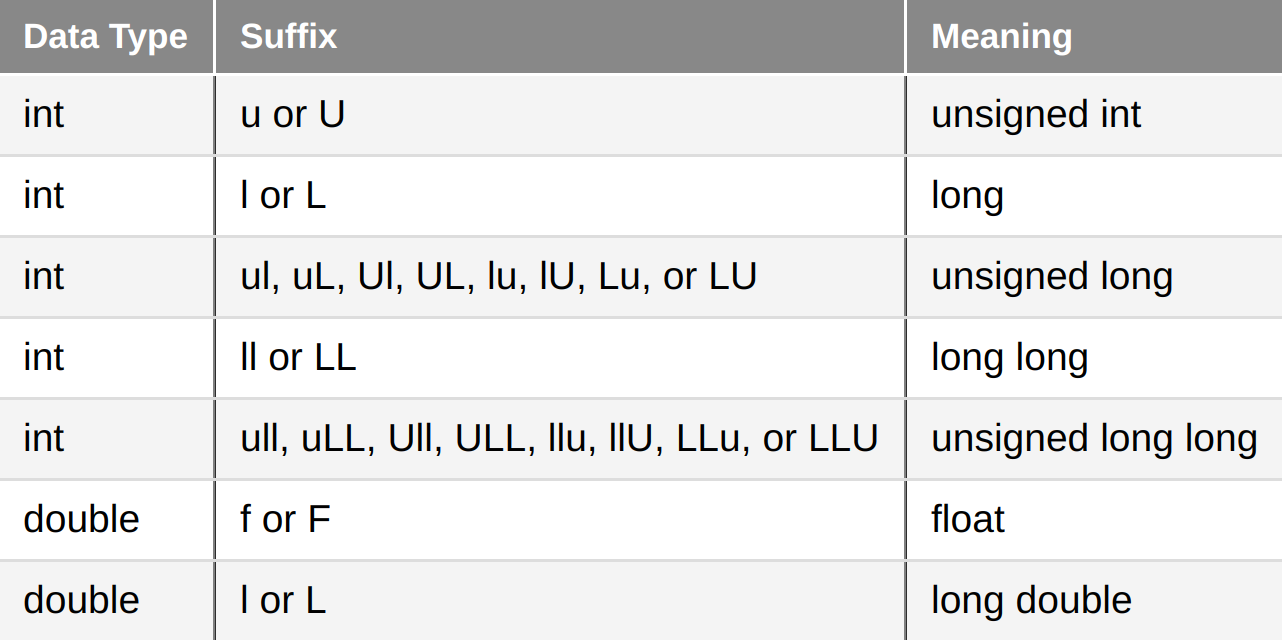 Data Type Suffix Meaning
int u or U unsigned int
int l or L long
int ul, uL, Ul, UL, lu, lU, Lu, or LU unsigned long
int ll or LL long long
int ull, uLL, Ull, ULL, llu, llU, LLu, or LLU unsigned long long
double f or F float
double l or L long double